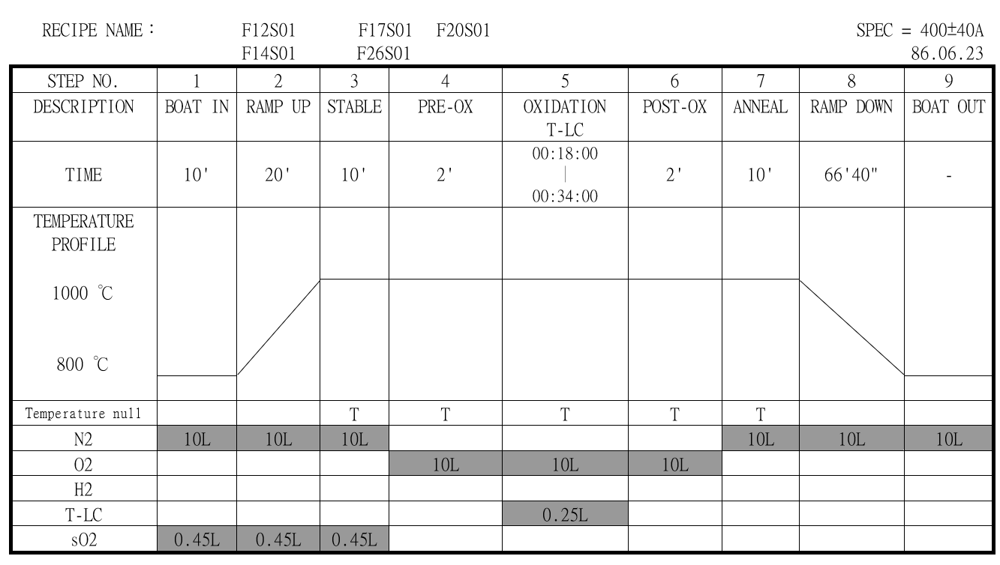 RECIPE NAME： F12S01 F17S01 F20S01 SPEC = 400±40A
F14S01 F26S01 86.06.23
STEP NO. 1 2 3 4 5 6 7 8 9
DESCRIPTION BOAT IN RAMP UP STABLE PRE-OX OXIDATION POST-OX ANNEAL RAMP DOWN BOAT OUT
T-LC
00:18:00
TIME 10' 20' 10' 2' | 2' 10' 66'40" -
00:34:00
TEMPERATURE
PROFILE
1000 ℃
800 ℃
Temperature null T T T T T
N2 10L 10L 10L 10L 10L 10L
O2 10L 10L 10L
H2
T-LC 0.25L
sO2 0.45L 0.45L 0.45L